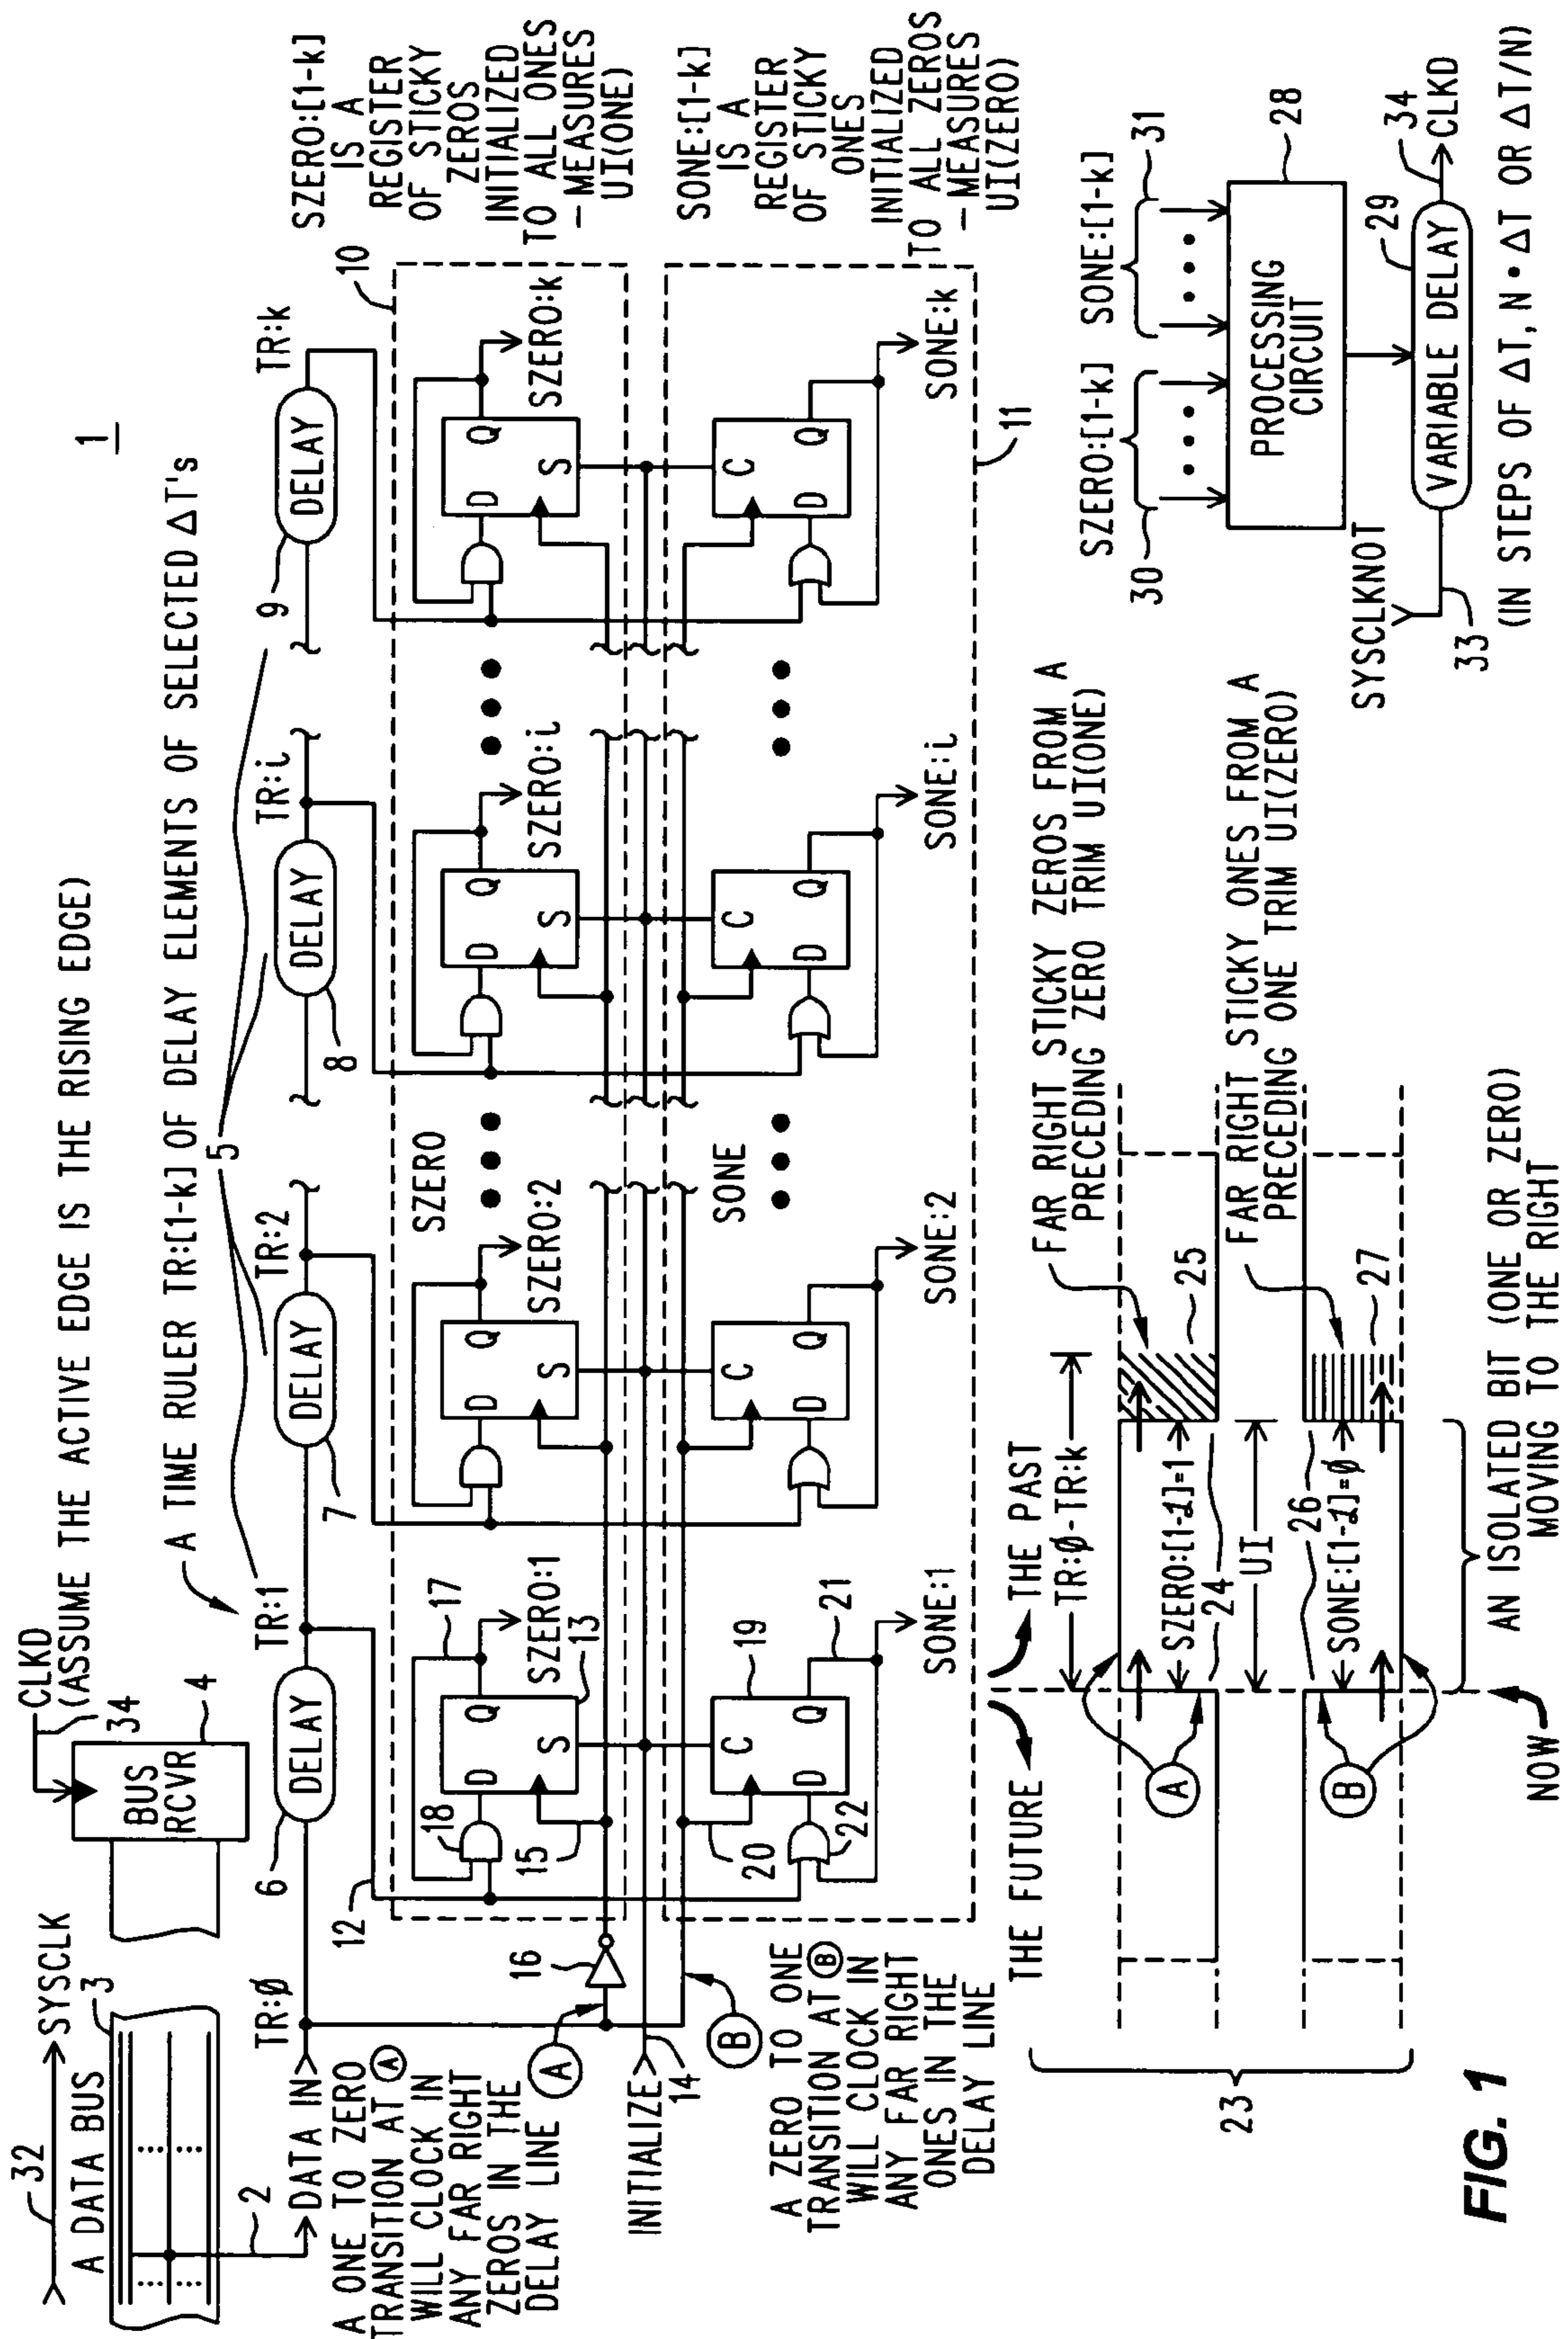 1
32
SYSCLK
A DATA BUS
3
2
DATA IN
TR:Ø
CLKD
(ASSUME THE ACTIVE EDGE IS THE RISING EDGE)
34
BUS
RCVR
4
A TIME RULER TR:[1-k] OF DELAY ELEMENTS OF SELECTED ΔT's
5
6
DELAY
TR:1
7
DELAY
TR:2
8
DELAY
TR:i
9
DELAY
TR:k
10
12
A ONE TO ZERO
TRANSITION AT Ⓐ
WILL CLOCK IN
ANY FAR RIGHT
ZEROS IN THE
DELAY LINE
A
16
SZERO
18
D
Q
S
17
15
SZERO:1
13
D
Q
S
SZERO:2
D
Q
S
SZERO:i
D
Q
S
SZERO:k
SZERO:[1-k]
IS A
REGISTER
OF STICKY
ZEROS
INITIALIZED
TO ALL ONES
– MEASURES
UI(ONE)
INITIALIZE
14
B
A ZERO TO ONE
TRANSITION AT Ⓑ
WILL CLOCK IN
ANY FAR RIGHT
ONES IN THE
DELAY LINE
SONE
20
C
D
Q
19
22
21
SONE:1
C
D
Q
SONE:2
C
D
Q
SONE:i
C
D
Q
SONE:k
11
SONE:[1-k]
IS A
REGISTER
OF STICKY
ONES
INITIALIZED
TO ALL ZEROS
– MEASURES
UI(ZERO)
THE FUTURE
THE PAST
TR:Ø-TR:k
FAR RIGHT STICKY ZEROS FROM A
PRECEDING ZERO TRIM UI(ONE)
A
SZERO:[1-1]=1
24
25
UI
23
FAR RIGHT STICKY ONES FROM A
PRECEDING ONE TRIM UI(ZERO)
26
B
SONE:[1-1]=Ø
27
NOW
AN ISOLATED BIT (ONE OR ZERO)
MOVING TO THE RIGHT
SZERO:[1-k]
SONE:[1-k]
30
31
PROCESSING
CIRCUIT
28
SYSCLKNOT
29
33
VARIABLE DELAY
34
CLKD
(IN STEPS OF ΔT, N • ΔT OR ΔT/N)
FIG. 1